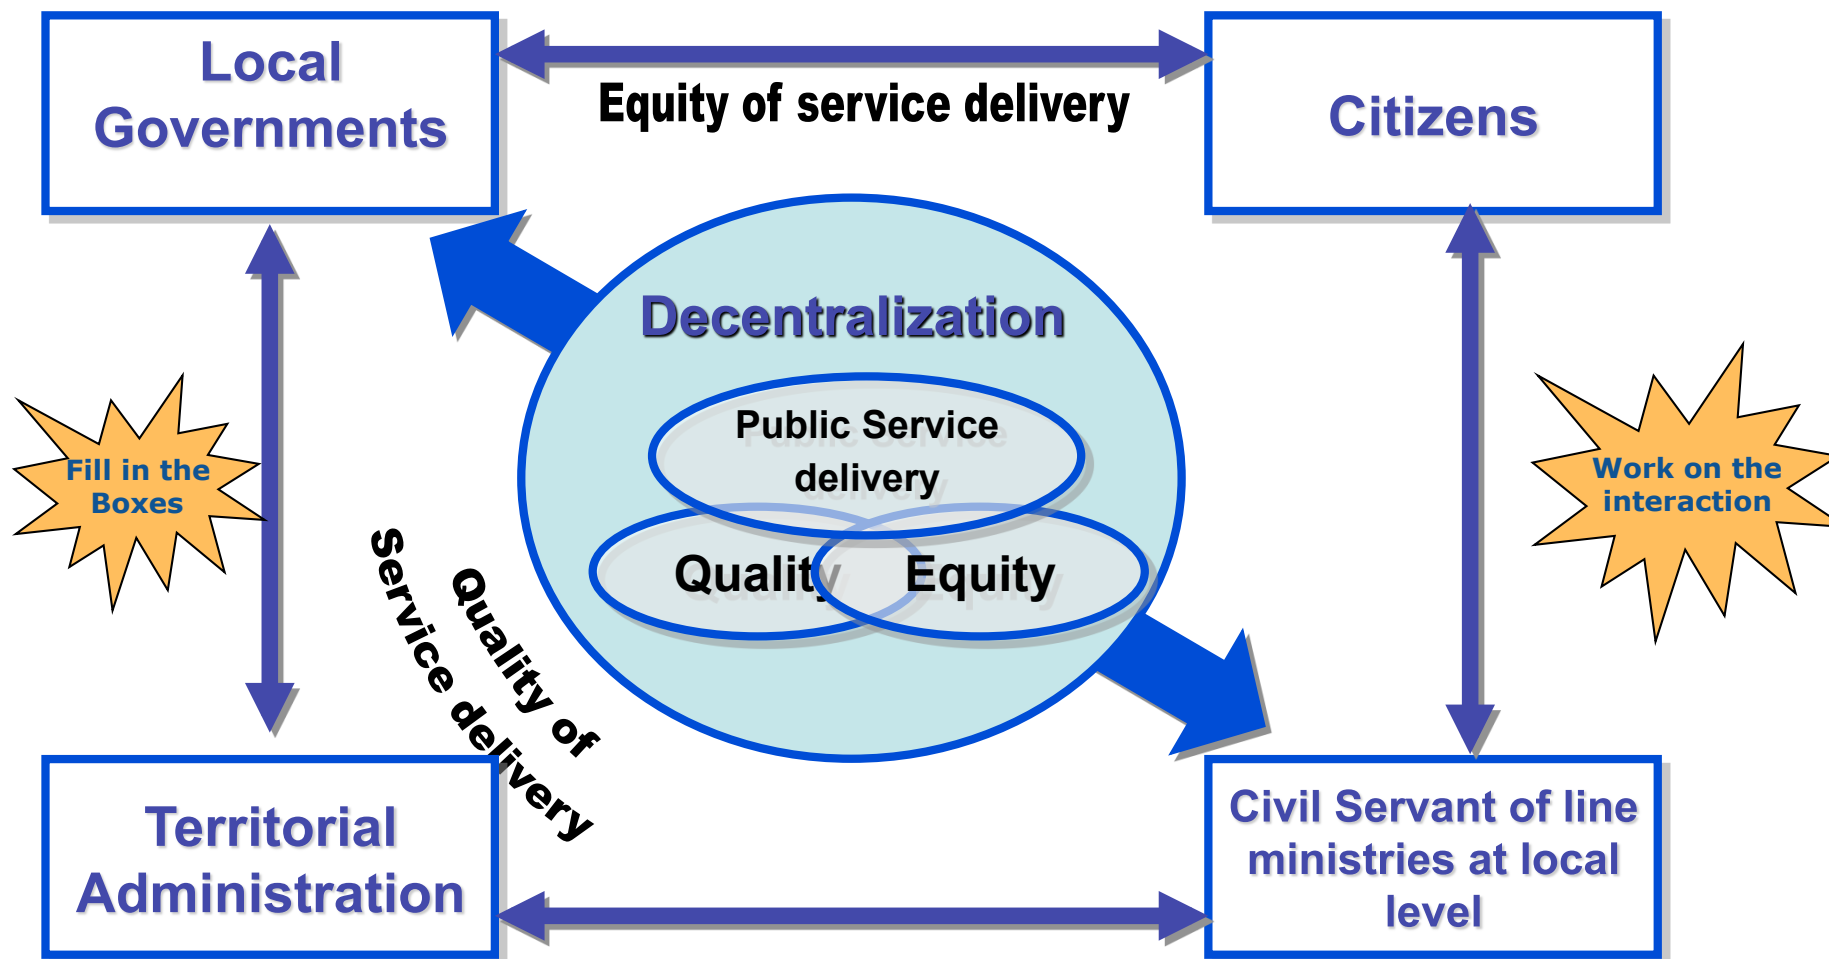 Local
Governments
Equity of service delivery
Citizens
Decentralization
Public Service
delivery
Quality
Equity
Fill in the
Boxes
Work on the
interaction
Quality of
Service delivery
Territorial
Administration
Civil Servant of line
ministries at local
level